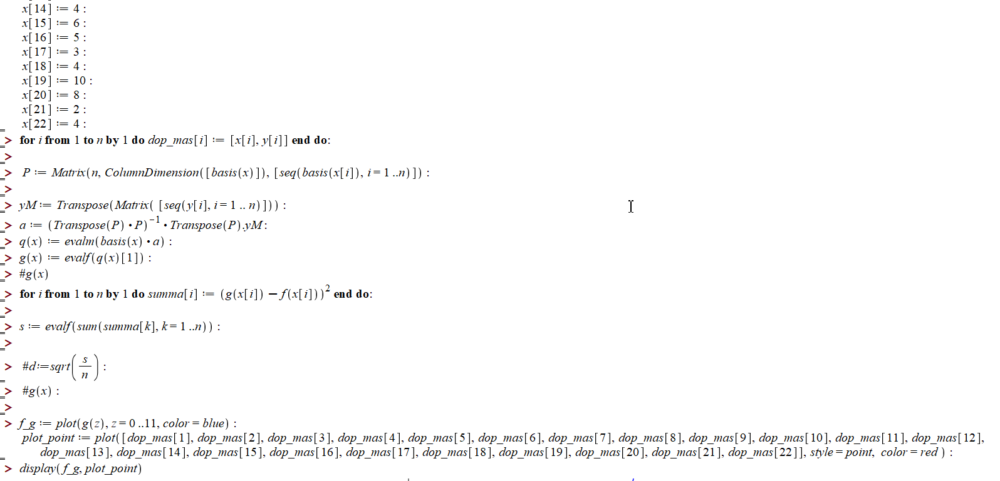 x[14] := 4 :
x[15] := 6 :
x[16] := 5 :
x[17] := 3 :
x[18] := 4 :
x[19] := 10 :
x[20] := 8 :
x[21] := 2 :
x[22] := 4 :
> for i from 1 to n by 1 do dop_mas[i] := [x[i], y[i]] end do:
>
> P := Matrix(n, ColumnDimension([basis(x)]), [seq(basis(x[i]), i = 1 ..n)]) :
>
> yM := Transpose(Matrix( [seq(y[i], i = 1 .. n)])) :
> a := (Transpose(P) • P)⁻¹ • Transpose(P).yM:
> q(x) := evalm(basis(x) • a) :
> g(x) := evalf(q(x)[1]) :
> #g(x)
> for i from 1 to n by 1 do summa[i] := (g(x[i]) − f(x[i]))² end do:
>
> s := evalf(sum(summa[k], k = 1 ..n)) :
>
> #d:=sqrt(s/n) :
> #g(x) :
>
> f_g := plot(g(z), z = 0 ..11, color = blue) :
plot_point := plot([dop_mas[1], dop_mas[2], dop_mas[3], dop_mas[4], dop_mas[5], dop_mas[6], dop_mas[7], dop_mas[8], dop_mas[9], dop_mas[10], dop_mas[11], dop_mas[12],
dop_mas[13], dop_mas[14], dop_mas[15], dop_mas[16], dop_mas[17], dop_mas[18], dop_mas[19], dop_mas[20], dop_mas[21], dop_mas[22]], style = point, color = red ) :
> display(f_g, plot_point)